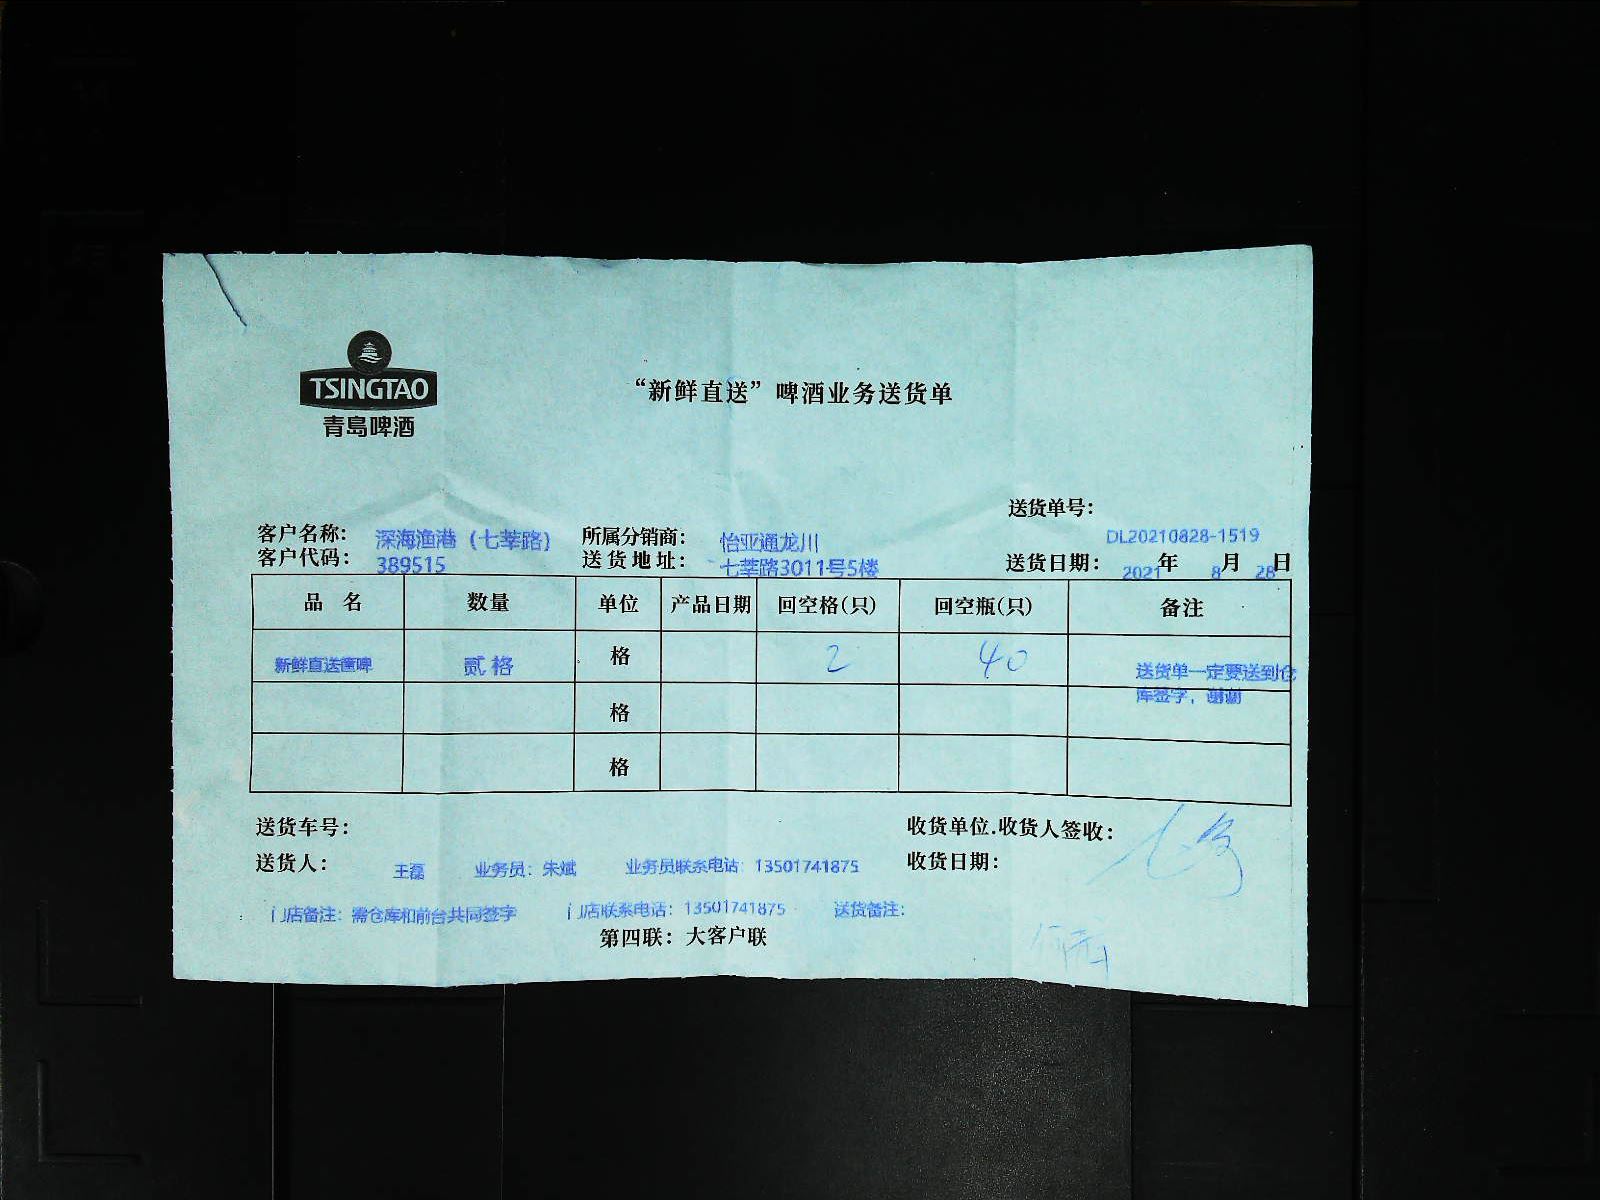 TSINGTAO
青岛啤酒
“新鲜直送”啤酒业务送货单
送货单号：
DL20210828-1519
客户名称： 深海渔港（七莘路） 所属分销商： 怡亚通龙川
客户代码： 389515 送货地址： 七莘路3011号5楼 送货日期： 2021年 8月 28日
品名 数量 单位 产品日期 回空格(只) 回空瓶(只) 备注
新鲜直送 贰格 格 2 40 送货单一定要送到仓
库签字，谢谢
格
格
送货车号： 收货单位.收货人签收：
送货人： 王磊 业务员：朱斌 业务员联系电话：13501741875 收货日期：
门店备注：需仓库和前台共同签字 门店联系电话：13501741875 送货备注：
第四联：大客户联